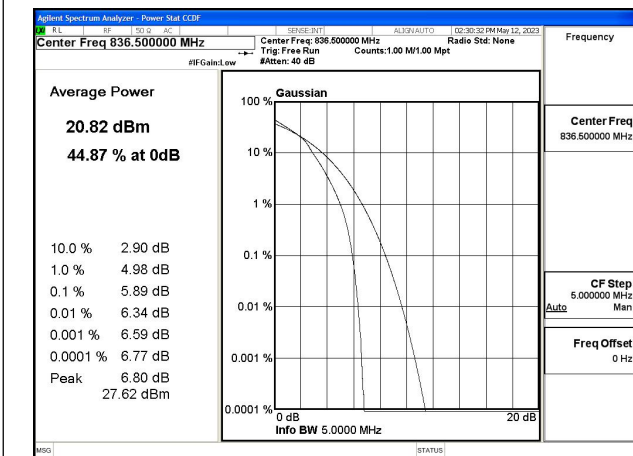 Agilent Spectrum Analyzer - Power Stat CCDF
RL RF 50 Ω AC SENSE:INT ALIGN AUTO 02:30:32 PM May 12, 2023
Center Freq 836.500000 MHz
Center Freq: 836.500000 MHz Radio Std: None
Trig: Free Run Counts:1.00 M/1.00 Mpt
#IFGain:Low #Atten: 40 dB
Frequency
Average Power
20.82 dBm
44.87 % at 0dB
10.0 % 2.90 dB
1.0 % 4.98 dB
0.1 % 5.89 dB
0.01 % 6.34 dB
0.001 % 6.59 dB
0.0001 % 6.77 dB
Peak 6.80 dB
27.62 dBm
Gaussian
100 %
10 %
1 %
0.1 %
0.01 %
0.001 %
0.0001 %
0 dB 20 dB
Info BW 5.0000 MHz
Center Freq
836.500000 MHz
CF Step
5.000000 MHz
Auto Man
Freq Offset
0 Hz
MSG STATUS